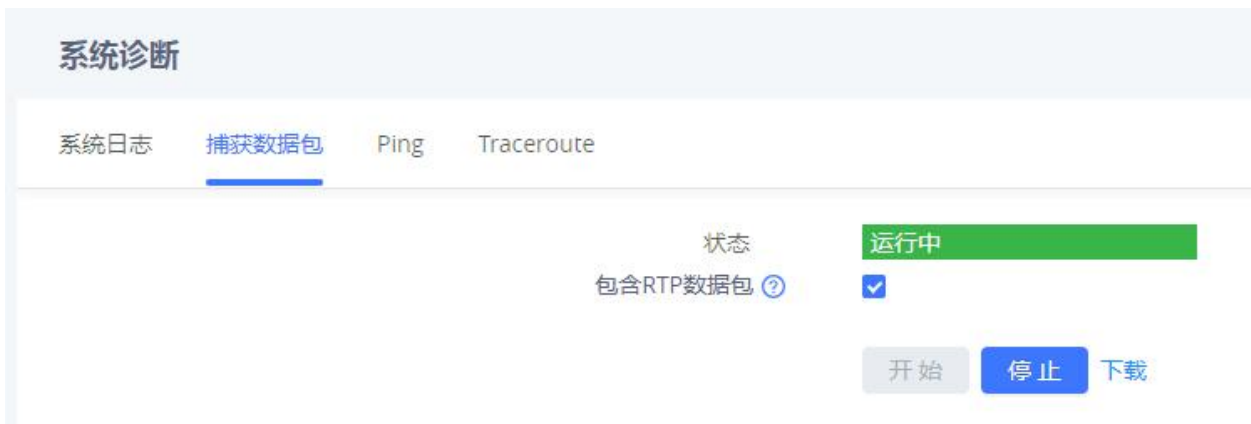 系统诊断
系统日志 捕获数据包 Ping Traceroute
状态 运行中
包含RTP数据包 ?
开始 停止 下载